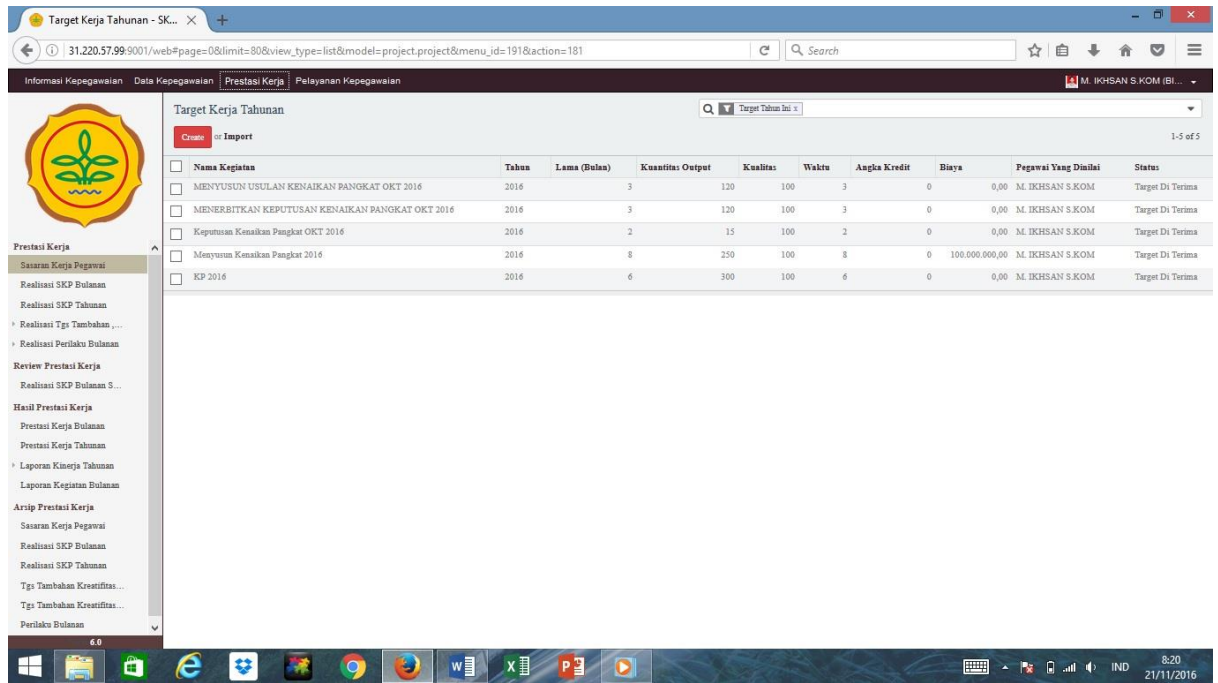 Target Kerja Tahunan - SK...
31.220.57.99:9001/web#page=0&limit=80&view_type=list&model=project.project&menu_id=191&action=181
Search
Informasi Kepegawaian Data Kepegawaian Prestasi Kerja Pelayanan Kepegawaian
M. IKHSAN S.KOM (BI...
Target Kerja Tahunan
Target Tahun Ini x
Create or Import
1-5 of 5
Nama Kegiatan Tahun Lama (Bulan) Kuantitas Output Kualitas Waktu Angka Kredit Biaya Pegawai Yang Dinilai Status
MENYUSUN USULAN KENAIKAN PANGKAT OKT 2016 2016 3 120 100 3 0 0,00 M. IKHSAN S.KOM Target Di Terima
MENERBITKAN KEPUTUSAN KENAIKAN PANGKAT OKT 2016 2016 3 120 100 3 0 0,00 M. IKHSAN S.KOM Target Di Terima
Keputusan Kenaikan Pangkat OKT 2016 2016 2 15 100 2 0 0,00 M. IKHSAN S.KOM Target Di Terima
Menyusun Kenaikan Pangkat 2016 2016 8 250 100 8 0 100.000.000,00 M. IKHSAN S.KOM Target Di Terima
KP 2016 2016 6 300 100 6 0 0,00 M. IKHSAN S.KOM Target Di Terima
Prestasi Kerja
Sasaran Kerja Pegawai
Realisasi SKP Bulanan
Realisasi SKP Tahunan
Realisasi Tgs Tambahan ,...
Realisasi Perilaku Bulanan
Review Prestasi Kerja
Realisasi SKP Bulanan S...
Hasil Prestasi Kerja
Prestasi Kerja Bulanan
Prestasi Kerja Tahunan
Laporan Kinerja Tahunan
Laporan Kegiatan Bulanan
Arsip Prestasi Kerja
Sasaran Kerja Pegawai
Realisasi SKP Bulanan
Realisasi SKP Tahunan
Tgs Tambahan Kreatifitas...
Tgs Tambahan Kreatifitas...
Perilaku Bulanan
6.0
IND
8:20
21/11/2016